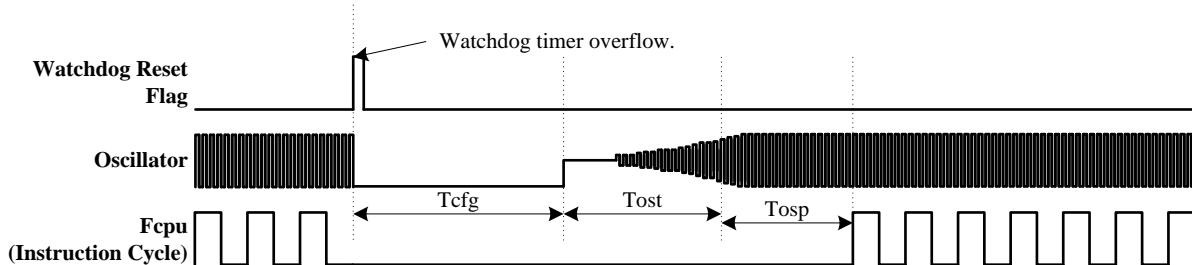 Watchdog timer overflow.
Watchdog Reset
Flag
Oscillator
Tcfg
Tost
Tosp
Fcpu
(Instruction Cycle)